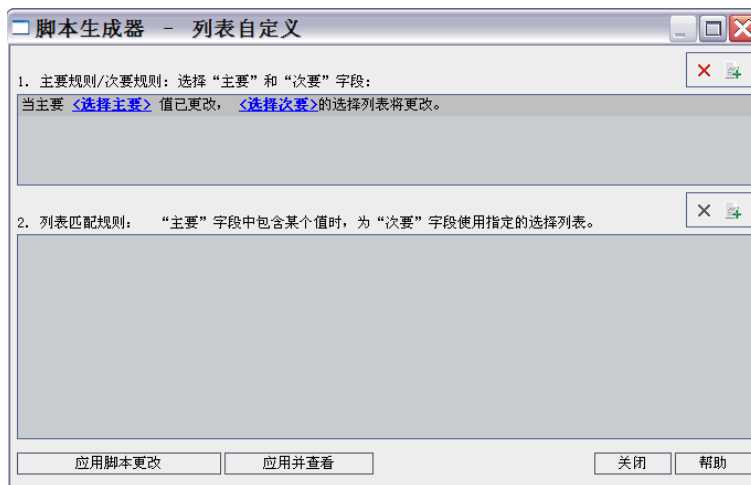 脚本生成器 - 列表自定义
1. 主要规则/次要规则: 选择“主要”和“次要”字段:
当主要 <选择主要> 值已更改, <选择次要>的选择列表将更改。
2. 列表匹配规则: “主要”字段中包含某个值时, 为“次要”字段使用指定的选择列表。
应用脚本更改 应用并查看 关闭 帮助